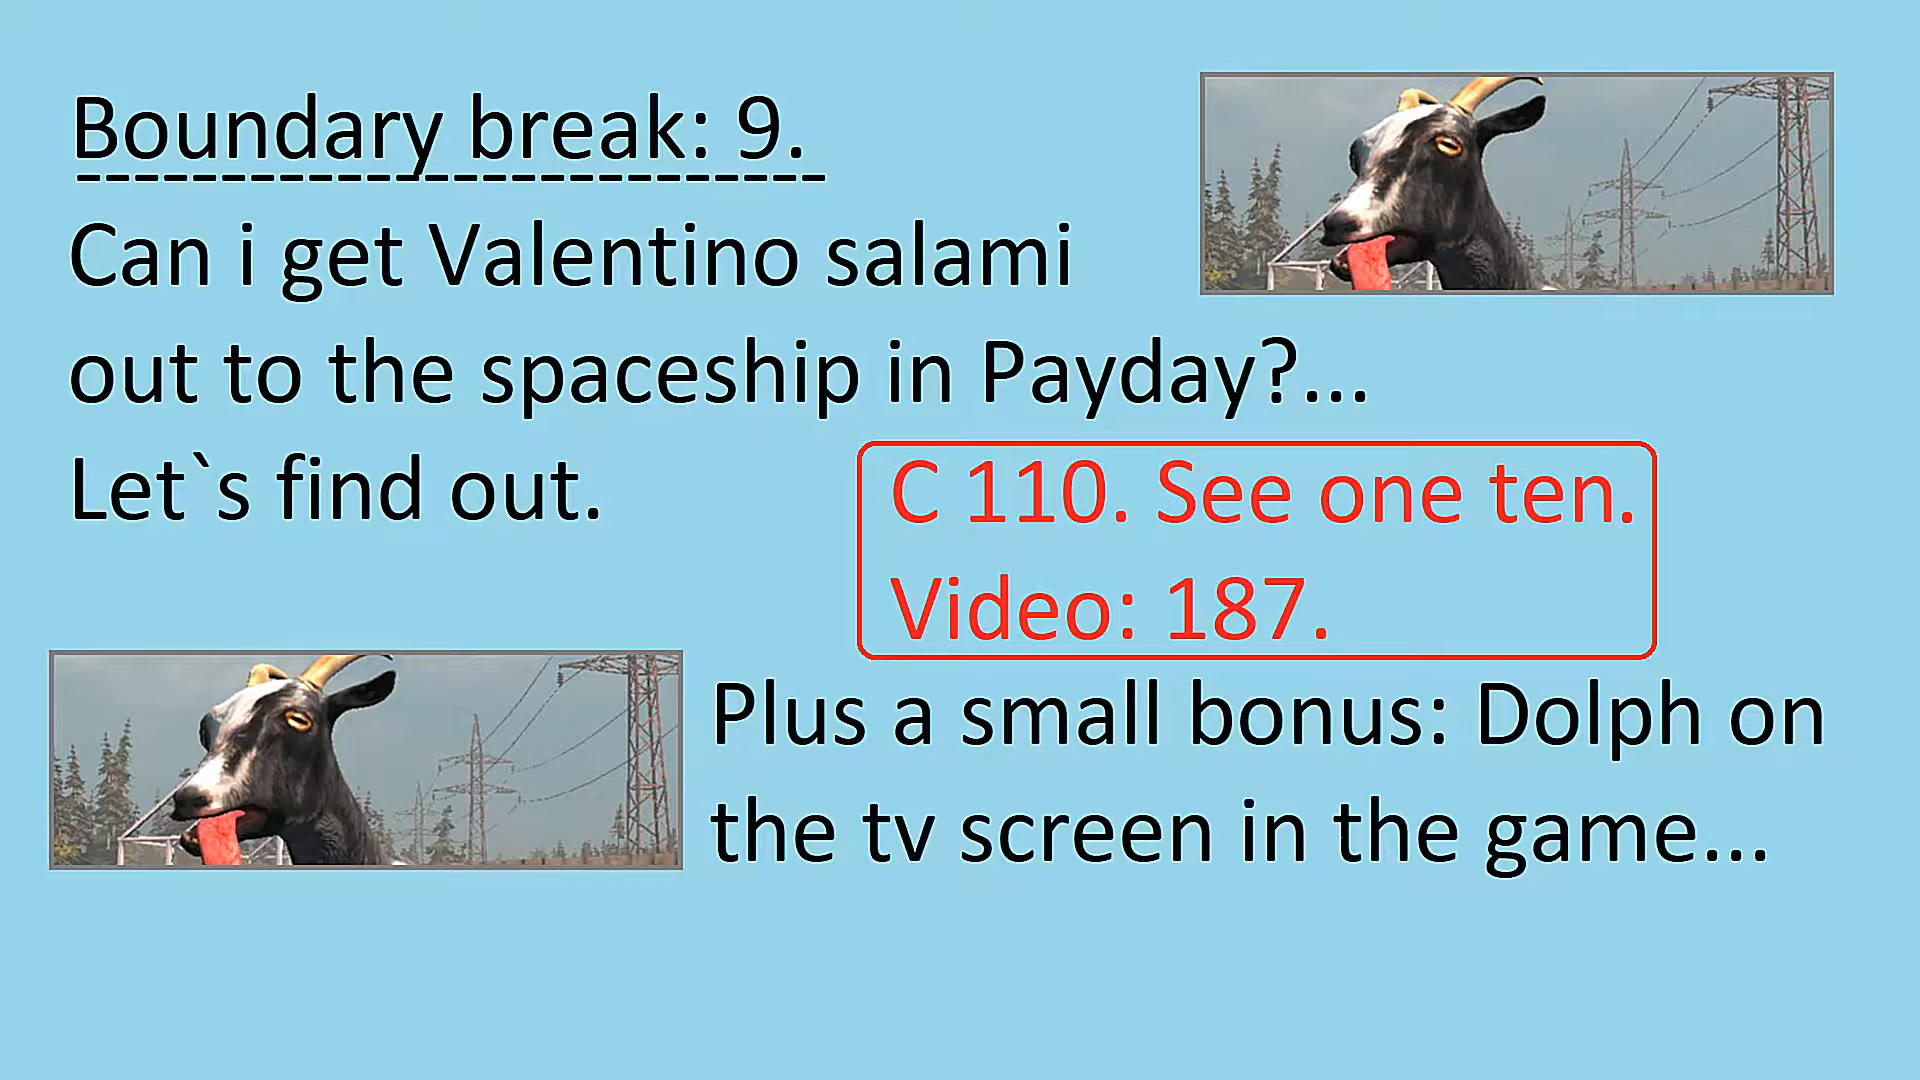 Boundary break: 9.
--------------------------
Can i get Valentino salami
out to the spaceship in Payday?...
Let`s find out.
C 110. See one ten.
Video: 187.
Plus a small bonus: Dolph on
the tv screen in the game...